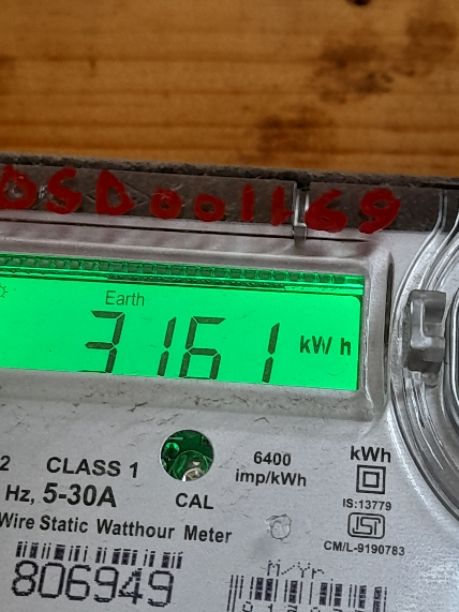 DSD001169
Earth
3161 kWh
2 CLASS 1
6400
imp/kWh
kWh
Hz, 5-30A
CAL
IS:13779
Wire Static Watthour Meter
CM/L-9190783
M/Yr
806949